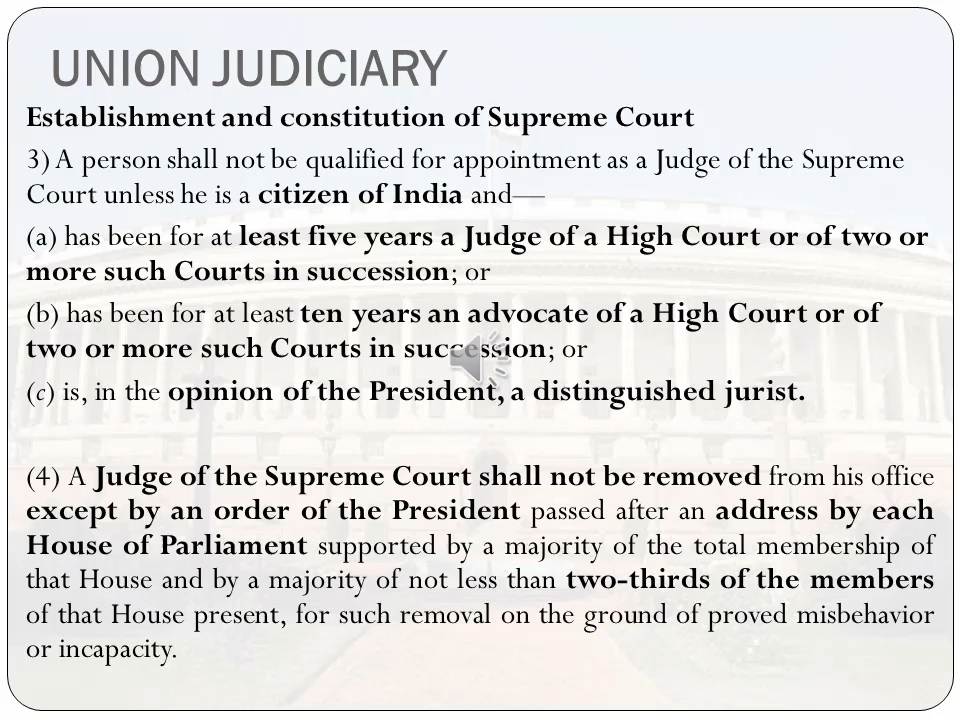 UNION JUDICIARY
Establishment and constitution of Supreme Court
3) A person shall not be qualified for appointment as a Judge of the Supreme
Court unless he is a citizen of India and—
(a) has been for at least five years a Judge of a High Court or of two or
more such Courts in succession; or
(b) has been for at least ten years an advocate of a High Court or of
two or more such Courts in succession; or
(c) is, in the opinion of the President, a distinguished jurist.
(4) A Judge of the Supreme Court shall not be removed from his office
except by an order of the President passed after an address by each
House of Parliament supported by a majority of the total membership of
that House and by a majority of not less than two-thirds of the members
of that House present, for such removal on the ground of proved misbehavior
or incapacity.